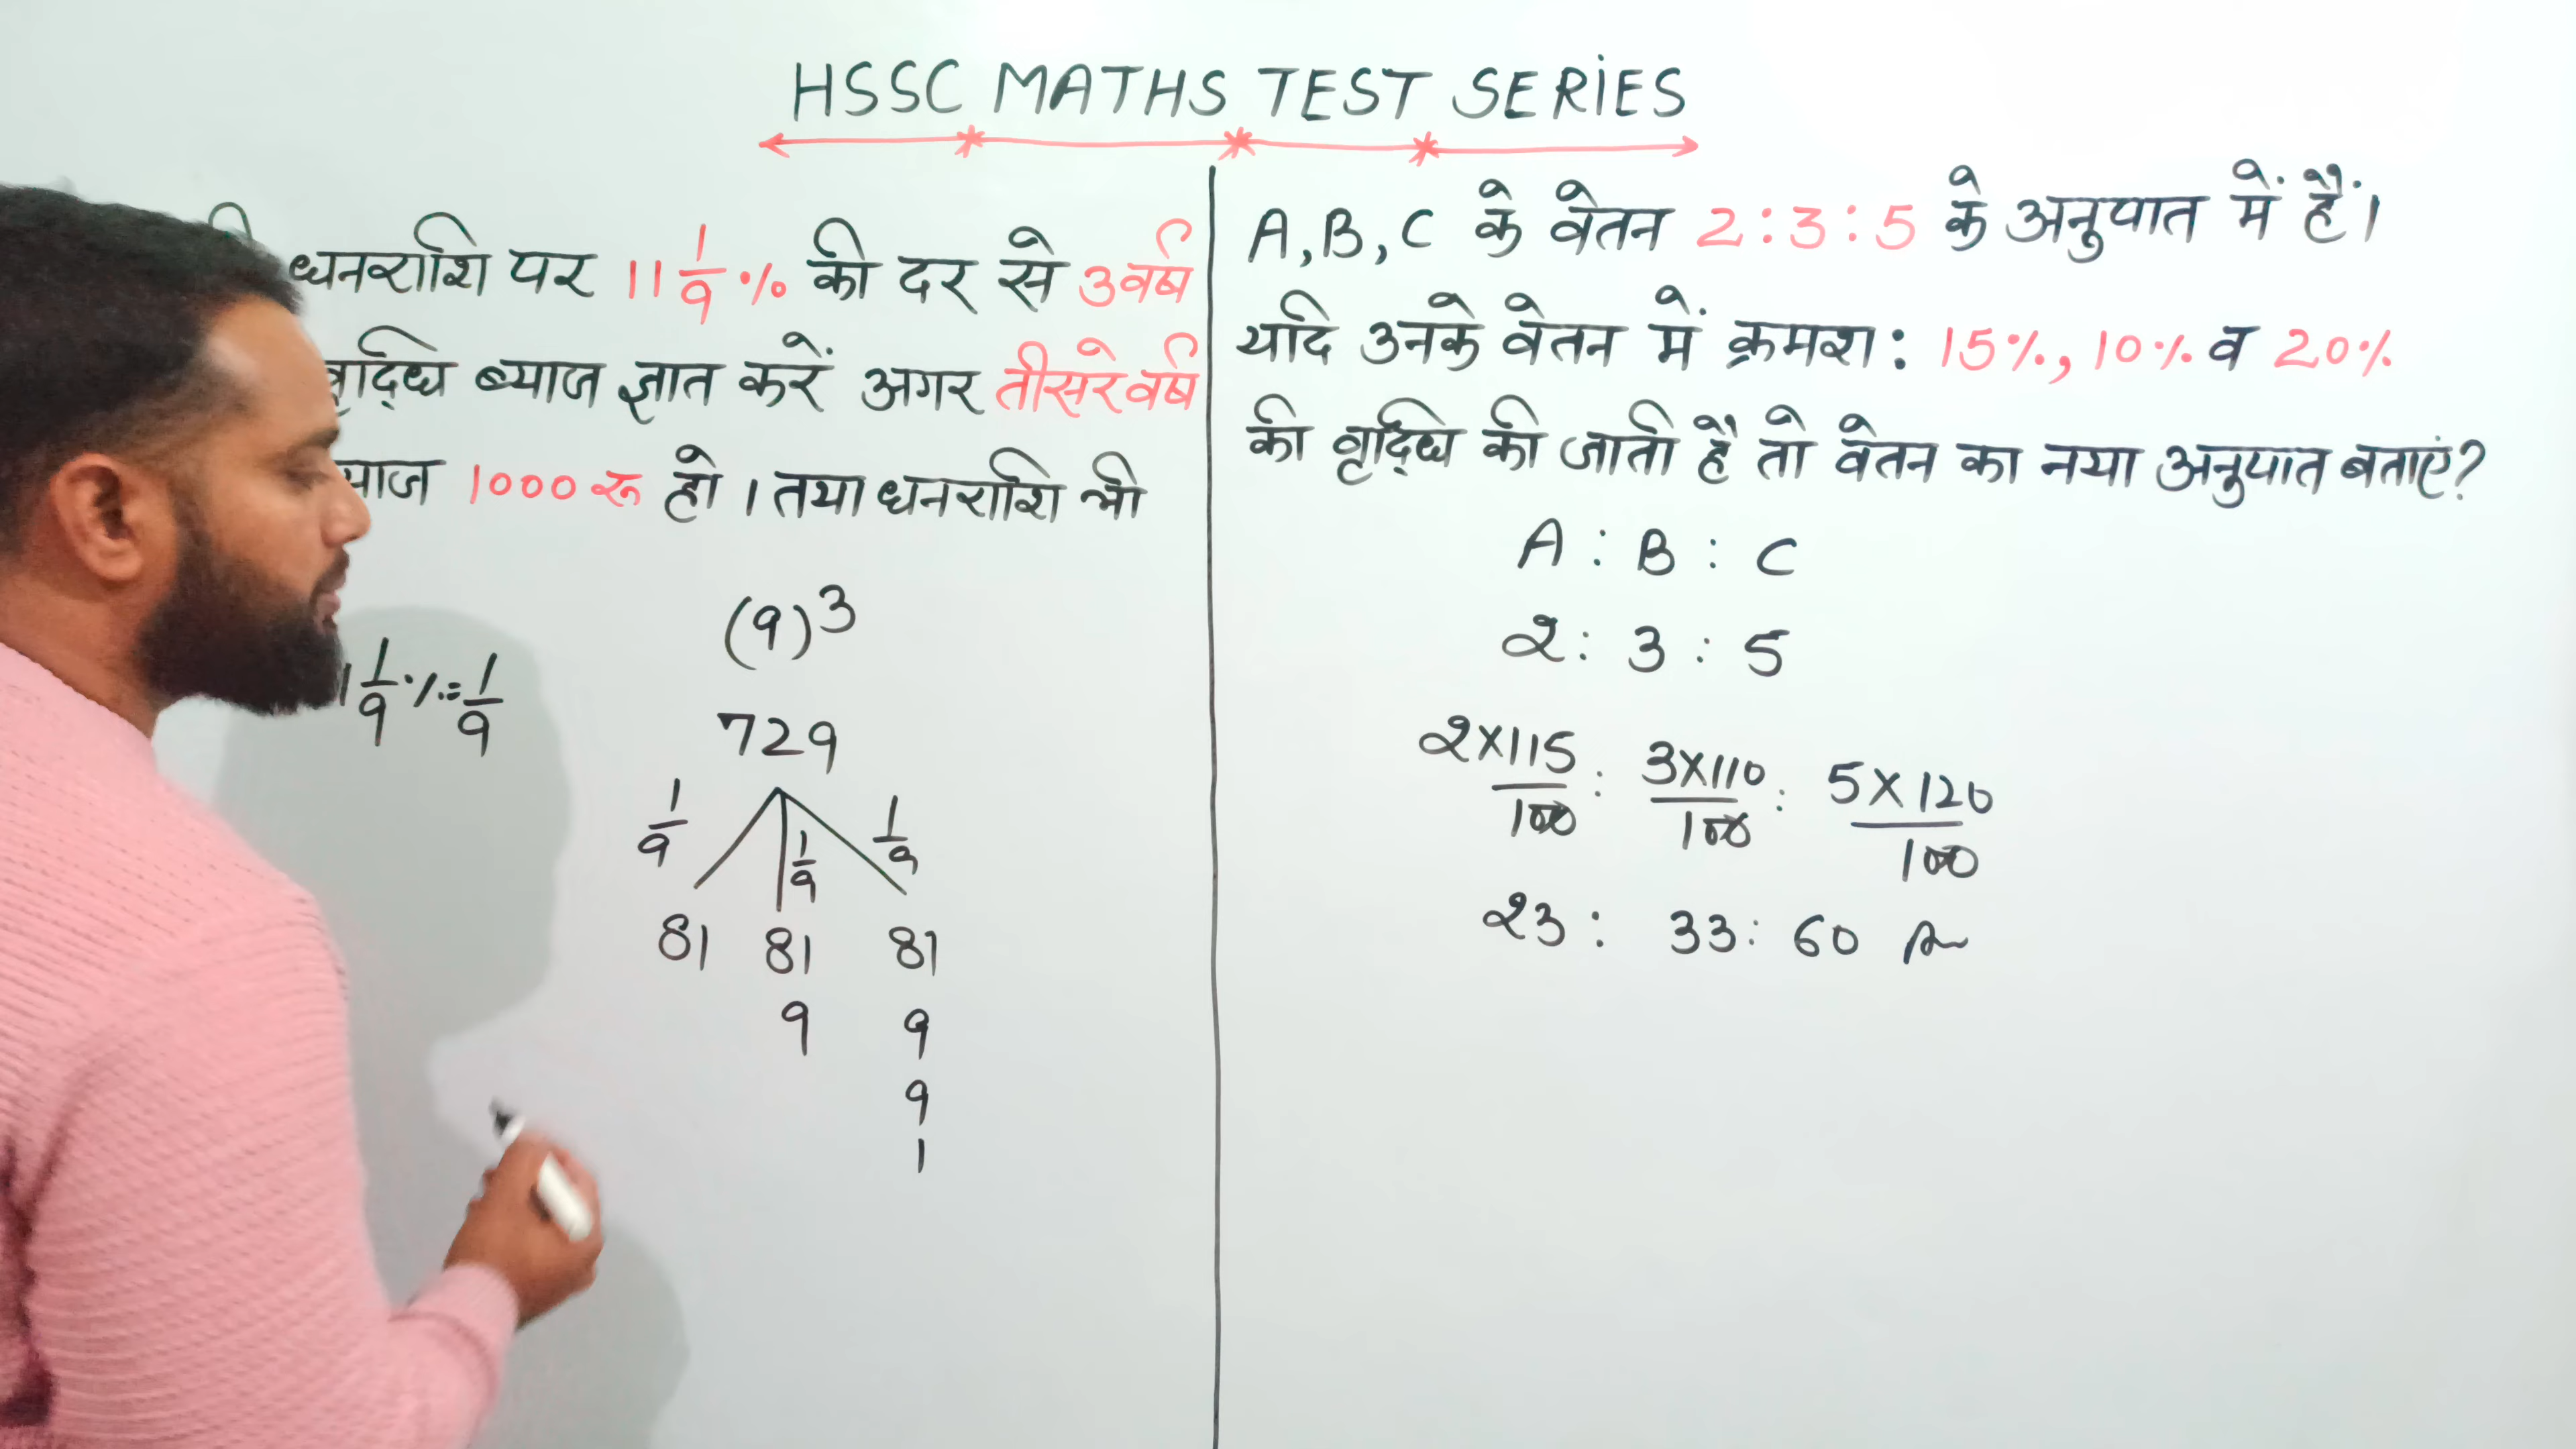 HSSC MATHS TEST SERIES
धनराशि पर 11 1/9 % की दर से 3 वर्ष
ब्याज ज्ञात करें अगर तीसरे वर्ष
1000 रू हो । तथा धनराशि भी
1/9 % = 1/9
(9)³
729
1/9 1/9 1/9
81 81 81
9 9
9
1
A, B, C के वेतन 2 : 3 : 5 के अनुपात में हैं।
यदि उनके वेतन में क्रमश: 15%, 10% व 20%
की वृद्धि की जाती है तो वेतन का नया अनुपात बताएं?
A : B : C
2 : 3 : 5
2×115/100 : 3×110/100 : 5×120/100
23 : 33 : 60